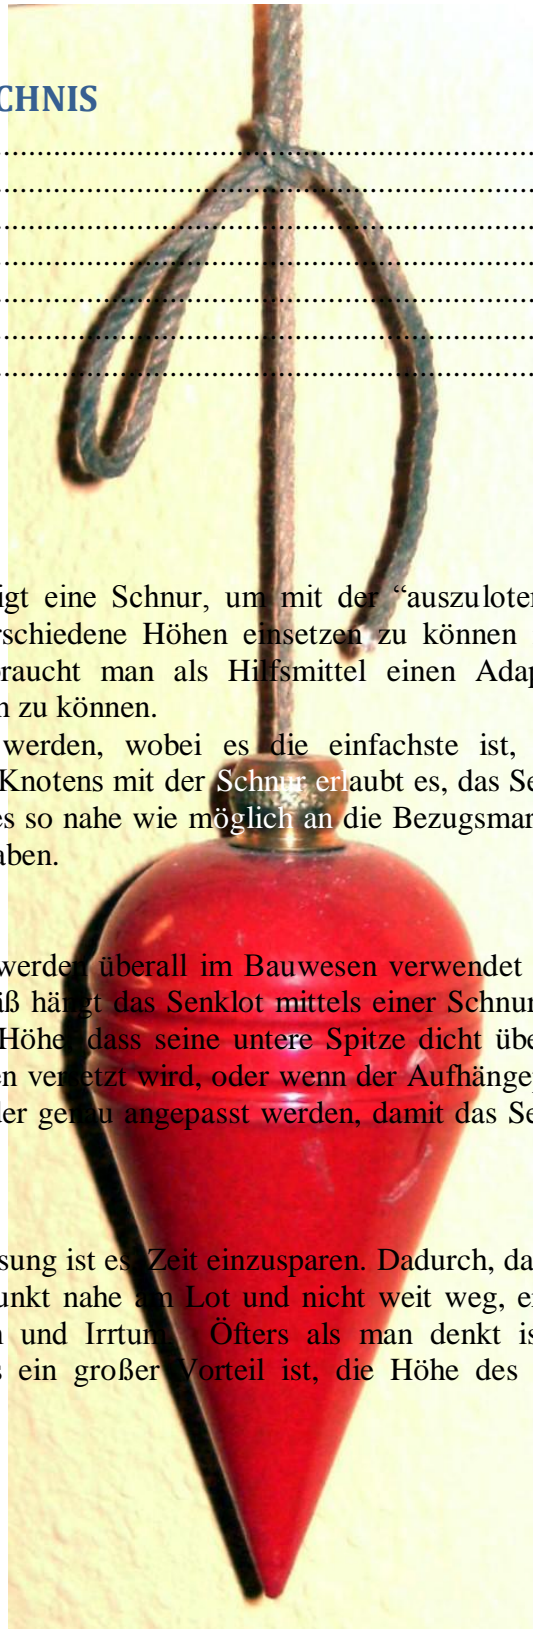 CHNIS
igt eine Schnur, um mit der “auszuloten
rschiedene Höhen einsetzen zu können
raucht man als Hilfsmittel einen Adap
n zu können.
werden, wobei es die einfachste ist,
Knotens mit der Schnur erlaubt es, das Se
es so nahe wie möglich an die Bezugsmar
aben.
werden überall im Bauwesen verwendet
äß hängt das Senklot mittels einer Schnur
Höhe, dass seine untere Spitze dicht übe
en versetzt wird, oder wenn der Aufhänge
der genau angepasst werden, damit das Se
sung ist es, Zeit einzusparen. Dadurch, da
unkt nahe am Lot und nicht weit weg, e
n und Irrtum. Öfters als man denkt is
s ein großer Vorteil ist, die Höhe des